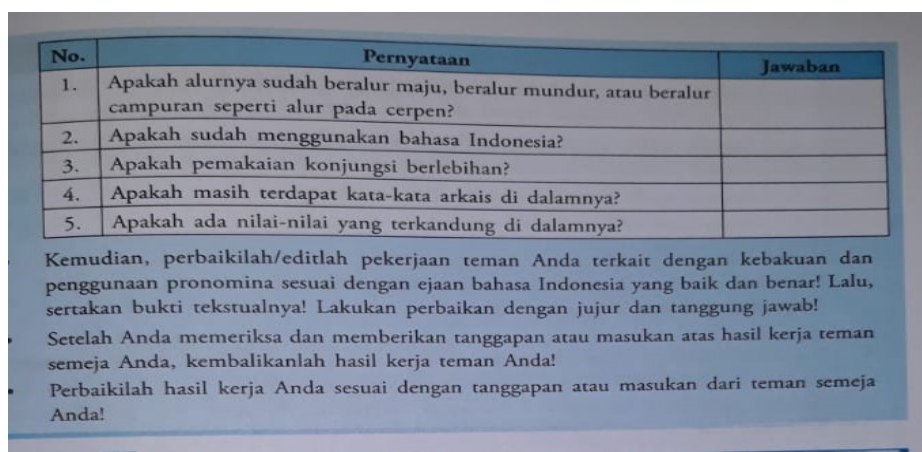 No. Pernyataan Jawaban
1. Apakah alurnya sudah beralur maju, beralur mundur, atau beralur
campuran seperti alur pada cerpen?
2. Apakah sudah menggunakan bahasa Indonesia?
3. Apakah pemakaian konjungsi berlebihan?
4. Apakah masih terdapat kata-kata arkais di dalamnya?
5. Apakah ada nilai-nilai yang terkandung di dalamnya?
Kemudian, perbaikilah/editlah pekerjaan teman Anda terkait dengan kebakuan dan
penggunaan pronomina sesuai dengan ejaan bahasa Indonesia yang baik dan benar! Lalu,
sertakan bukti tekstualnya! Lakukan perbaikan dengan jujur dan tanggung jawab!
Setelah Anda memeriksa dan memberikan tanggapan atau masukan atas hasil kerja teman
semeja Anda, kembalikanlah hasil kerja teman Anda!
Perbaikilah hasil kerja Anda sesuai dengan tanggapan atau masukan dari teman semeja
Anda!